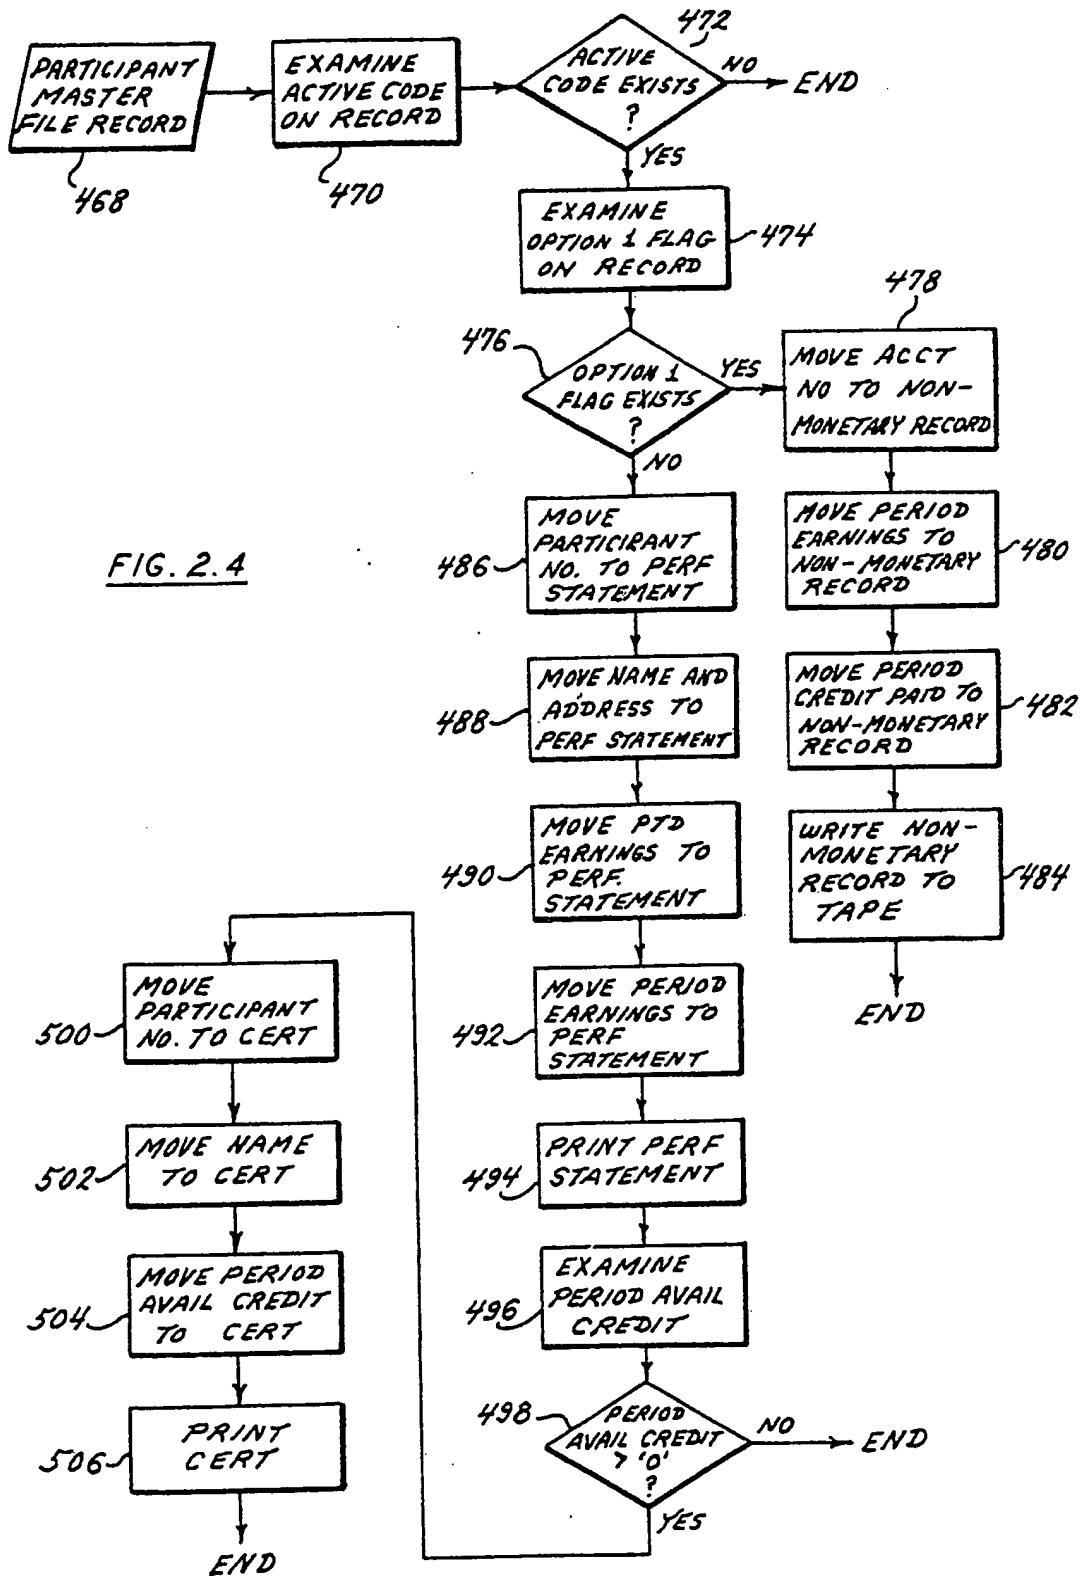 PARTICIPANT
MASTER
FILE RECORD
468
EXAMINE
ACTIVE CODE
ON RECORD
470
472
ACTIVE
CODE EXISTS
?
NO
END
YES
EXAMINE
OPTION 1 FLAG
ON RECORD
474
476
OPTION 1
FLAG EXISTS
?
YES
NO
478
MOVE ACCT
NO TO NON-
MONETARY RECORD
MOVE PERIOD
EARNINGS TO
NON-MONETARY
RECORD
480
MOVE PERIOD
CREDIT PAID TO
NON-MONETARY
RECORD
482
WRITE NON-
MONETARY
RECORD TO
TAPE
484
END
FIG. 2.4
MOVE
PARTICIPANT
NO. TO PERF
STATEMENT
486
MOVE NAME AND
ADDRESS TO
PERF STATEMENT
488
MOVE PTD
EARNINGS TO
PERF.
STATEMENT
490
MOVE PERIOD
EARNINGS TO
PERF
STATEMENT
492
PRINT PERF
STATEMENT
494
EXAMINE
PERIOD AVAIL
CREDIT
496
498
PERIOD
AVAIL CREDIT
> '0'
?
NO
END
YES
MOVE
PARTICIPANT
NO. TO CERT
500
MOVE NAME
TO CERT
502
MOVE PERIOD
AVAIL CREDIT
TO CERT
504
PRINT
CERT
506
END